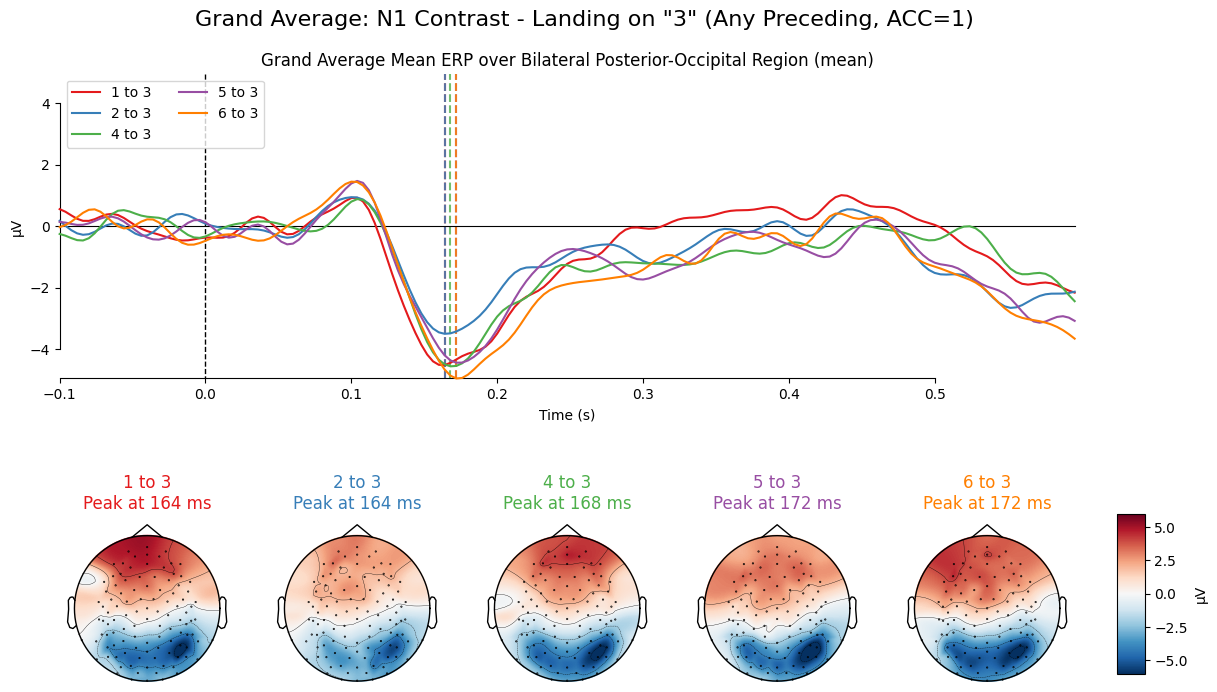 Grand Average: N1 Contrast - Landing on "3" (Any Preceding, ACC=1)
Grand Average Mean ERP over Bilateral Posterior-Occipital Region (mean)
1 to 3
2 to 3
4 to 3
5 to 3
6 to 3
4
2
0
−2
−4
µV
−0.1
0.0
0.1
0.2
0.3
0.4
0.5
Time (s)
1 to 3
Peak at 164 ms
2 to 3
Peak at 164 ms
4 to 3
Peak at 168 ms
5 to 3
Peak at 172 ms
6 to 3
Peak at 172 ms
5.0
2.5
0.0
−2.5
−5.0
µV